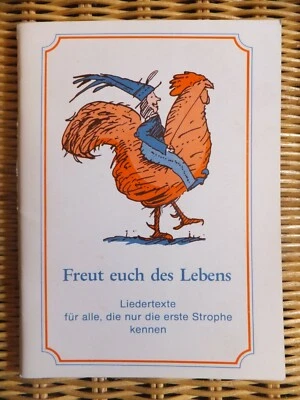 Freut euch des Lebens
Liedertexte
für alle, die nur die erste Strophe
kennen